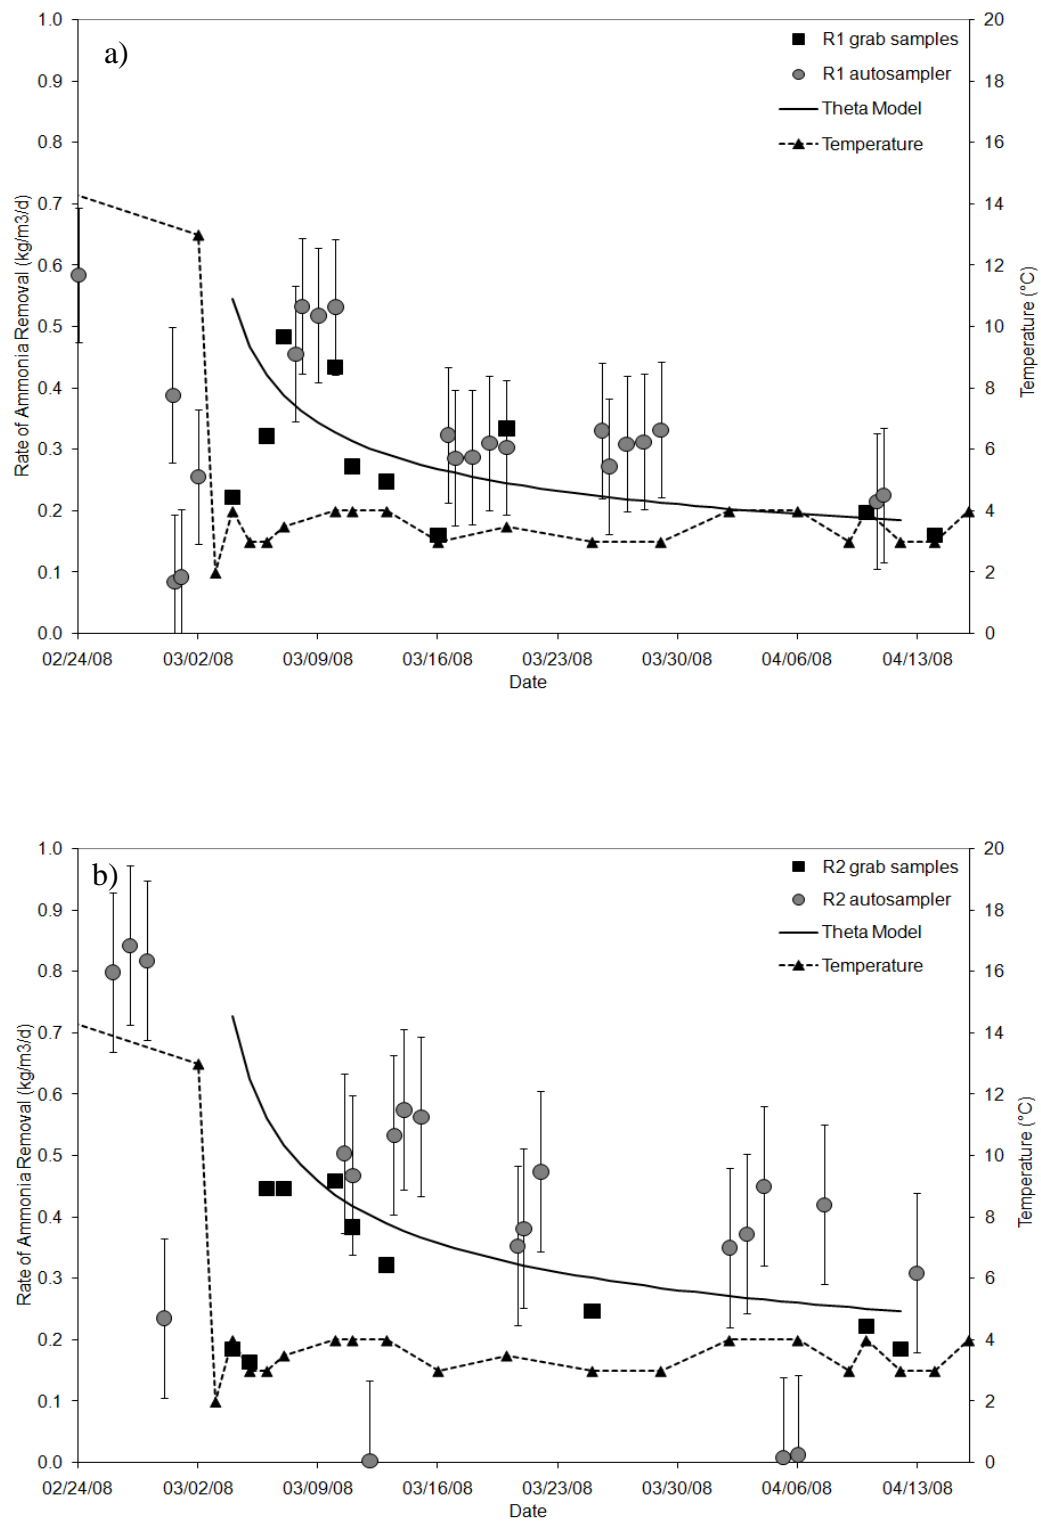 a)
R1 grab samples
R1 autosampler
Theta Model
Temperature
Rate of Ammonia Removal (kg/m3/d)
1.0
0.9
0.8
0.7
0.6
0.5
0.4
0.3
0.2
0.1
0.0
20
18
16
14
12
10
8
6
4
2
0
Temperature (°C)
02/24/08 03/02/08 03/09/08 03/16/08 03/23/08 03/30/08 04/06/08 04/13/08
Date
b)
R2 grab samples
R2 autosampler
Theta Model
Temperature
Rate of Ammonia Removal (kg/m3/d)
1.0
0.9
0.8
0.7
0.6
0.5
0.4
0.3
0.2
0.1
0.0
20
18
16
14
12
10
8
6
4
2
0
Temperature (°C)
02/24/08 03/02/08 03/09/08 03/16/08 03/23/08 03/30/08 04/06/08 04/13/08
Date